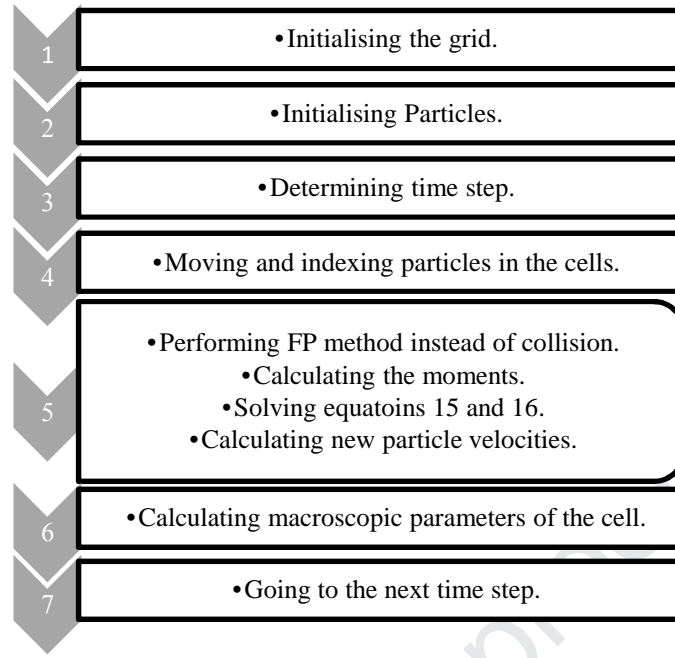 1
•Initialising the grid.
2
•Initialising Particles.
3
•Determining time step.
4
•Moving and indexing particles in the cells.
5
•Performing FP method instead of collision.
•Calculating the moments.
•Solving equatoins 15 and 16.
•Calculating new particle velocities.
6
•Calculating macroscopic parameters of the cell.
7
•Going to the next time step.